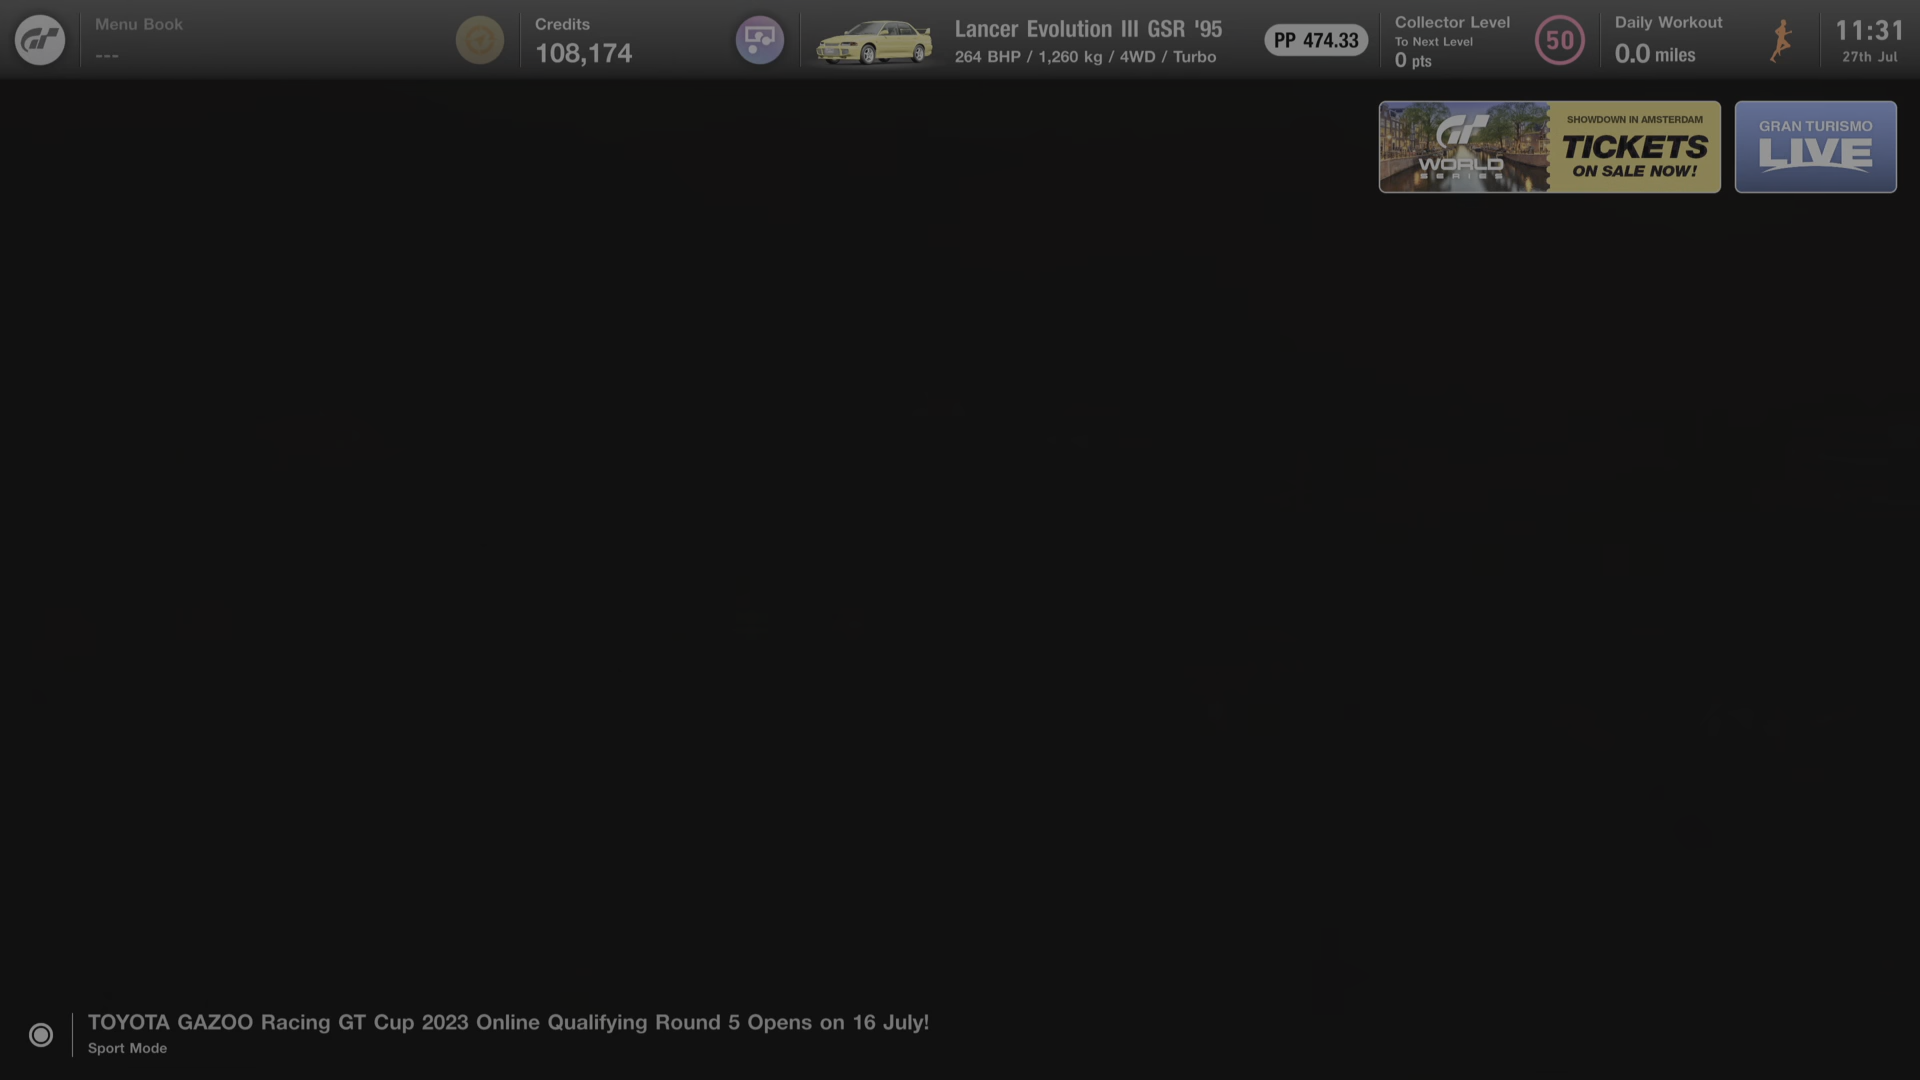 Menu Book
---
Credits
108,174
Lancer Evolution III GSR '95
264 BHP / 1,260 kg / 4WD / Turbo
PP 474.33
Collector Level
To Next Level
0 pts
50
Daily Workout
0.0 miles
11:31
27th Jul
GT
WORLD
SERIES
SHOWDOWN IN AMSTERDAM
TICKETS
ON SALE NOW!
GRAN TURISMO
LIVE
TOYOTA GAZOO Racing GT Cup 2023 Online Qualifying Round 5 Opens on 16 July!
Sport Mode